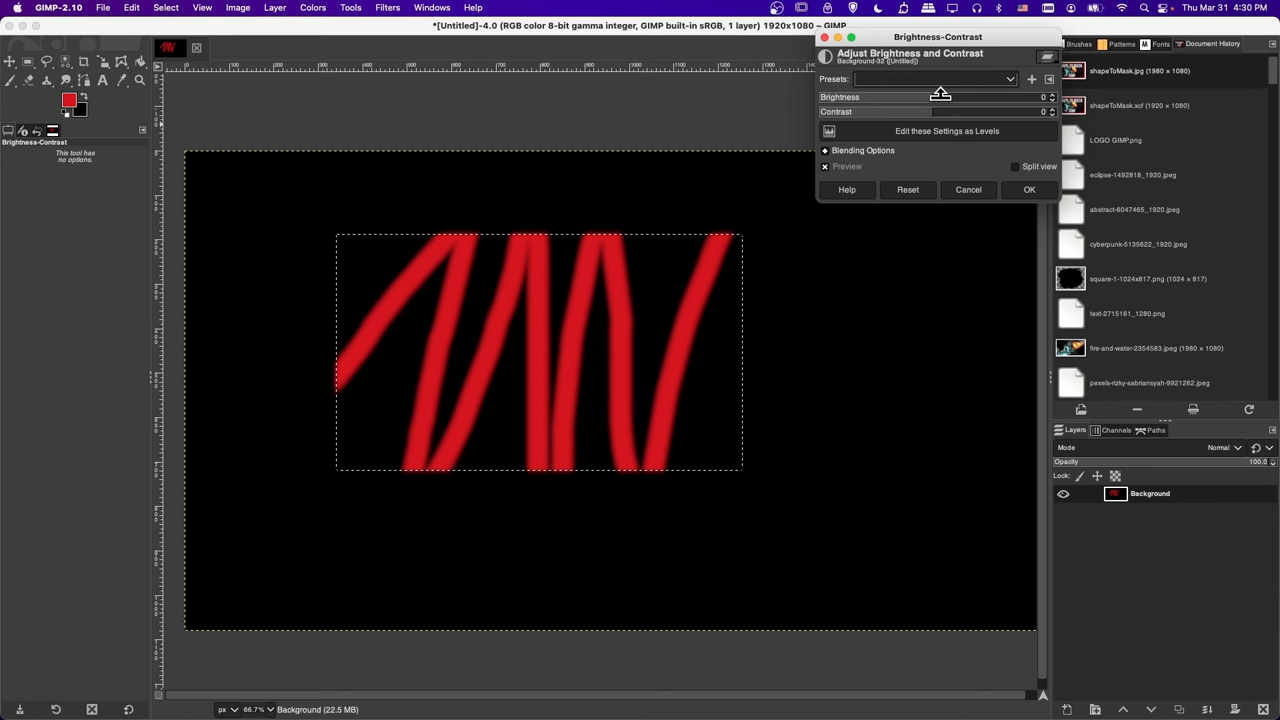 GIMP-2.10 File Edit Select View Image Layer Colors Tools Filters Windows Help Thu Mar 31 4:30 PM
*[Untitled]-4.0 (RGB color 8-bit gamma integer, GIMP built-in sRGB, 1 layer) 1920x1080 – GIMP
Brightness-Contrast
Adjust Brightness and Contrast
Background-32 ([Untitled])
Presets:
Brightness 0
Contrast 0
Edit these Settings as Levels
Blending Options
Preview Split view
Help Reset Cancel OK
Brushes Patterns Fonts Document History
shapeToMask.jpg (1980 × 1080)
shapeToMask.xcf (1920 × 1080)
LOGO GIMP.png
eclipse-1492818_1920.jpeg
abstract-6047465_1920.jpg
cyberpunk-5135622_1920.jpg
square-1-1024x817.png (1024 × 817)
text-2715161_1280.png
fire-and-water-2354583.jpeg (1980 × 1080)
pexels-rizky-sabriansyah-9921262.jpeg
Brightness-Contrast
This tool has
no options.
Layers Channels Paths
Mode Normal
Opacity 100.0
Lock:
Background
px 66.7% Background (22.5 MB)